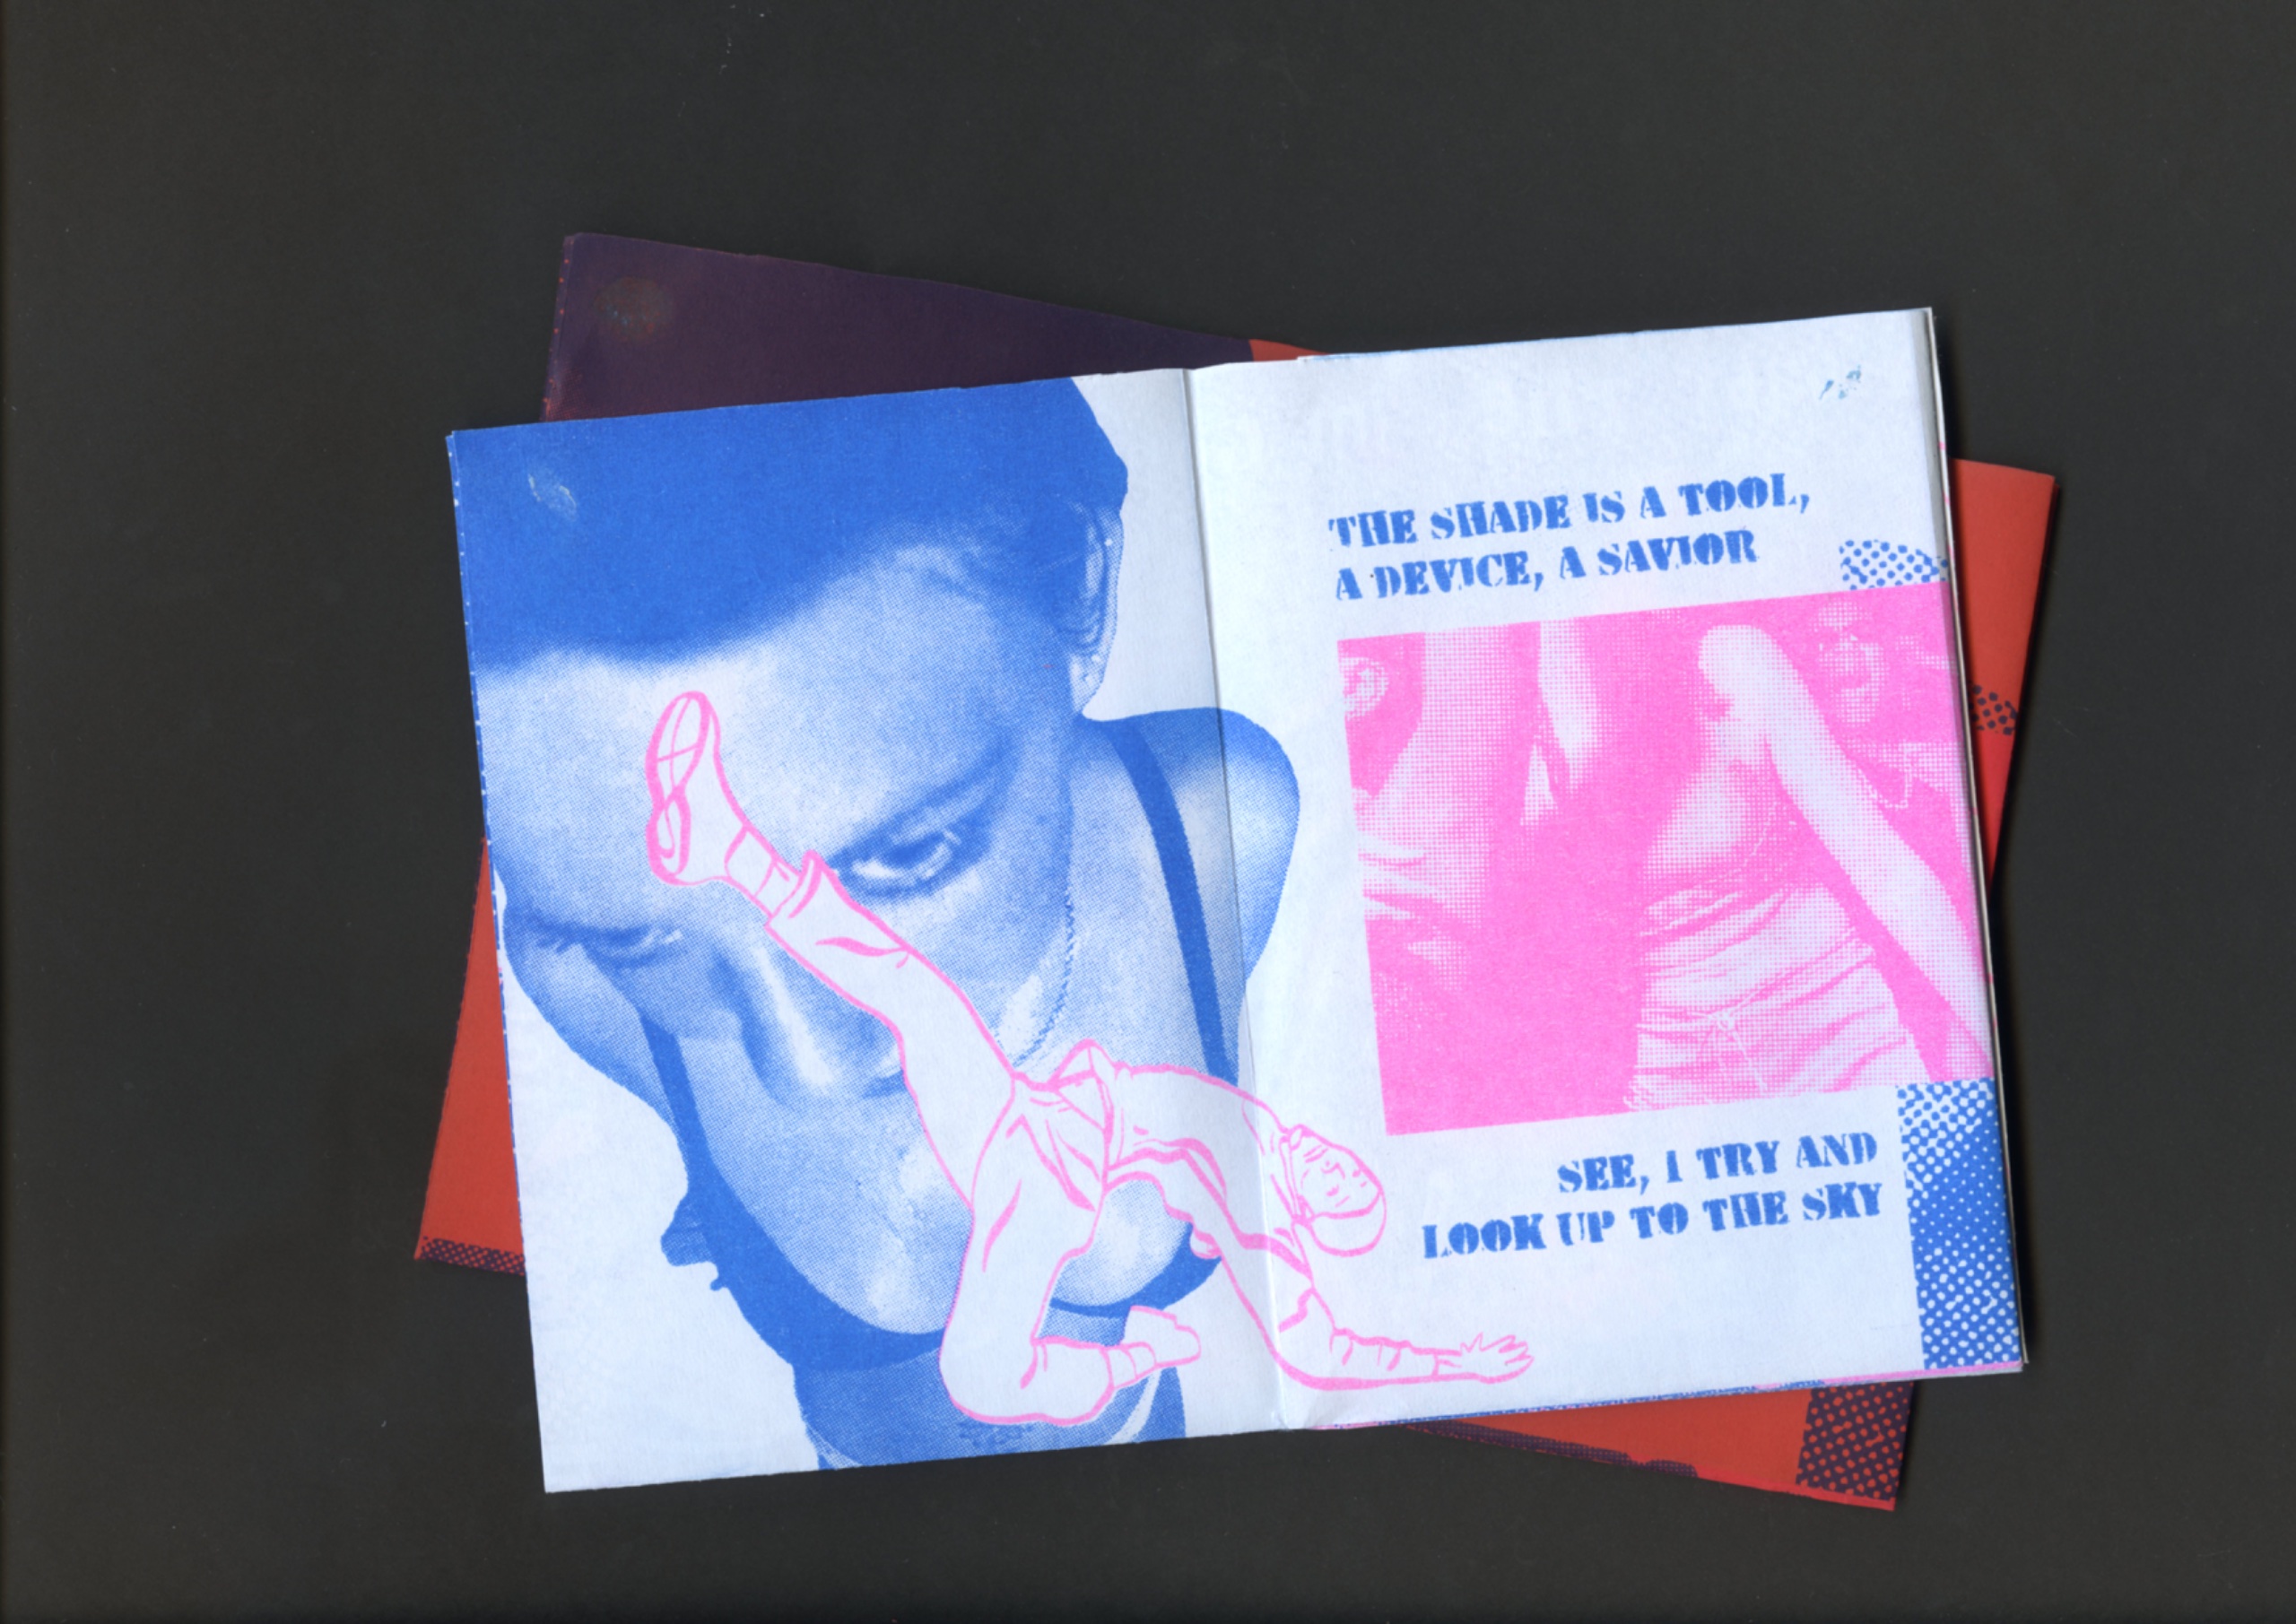 THE SHADE IS A TOOL,
A DEVICE, A SAVIOR
SEE, I TRY AND
LOOK UP TO THE SKY